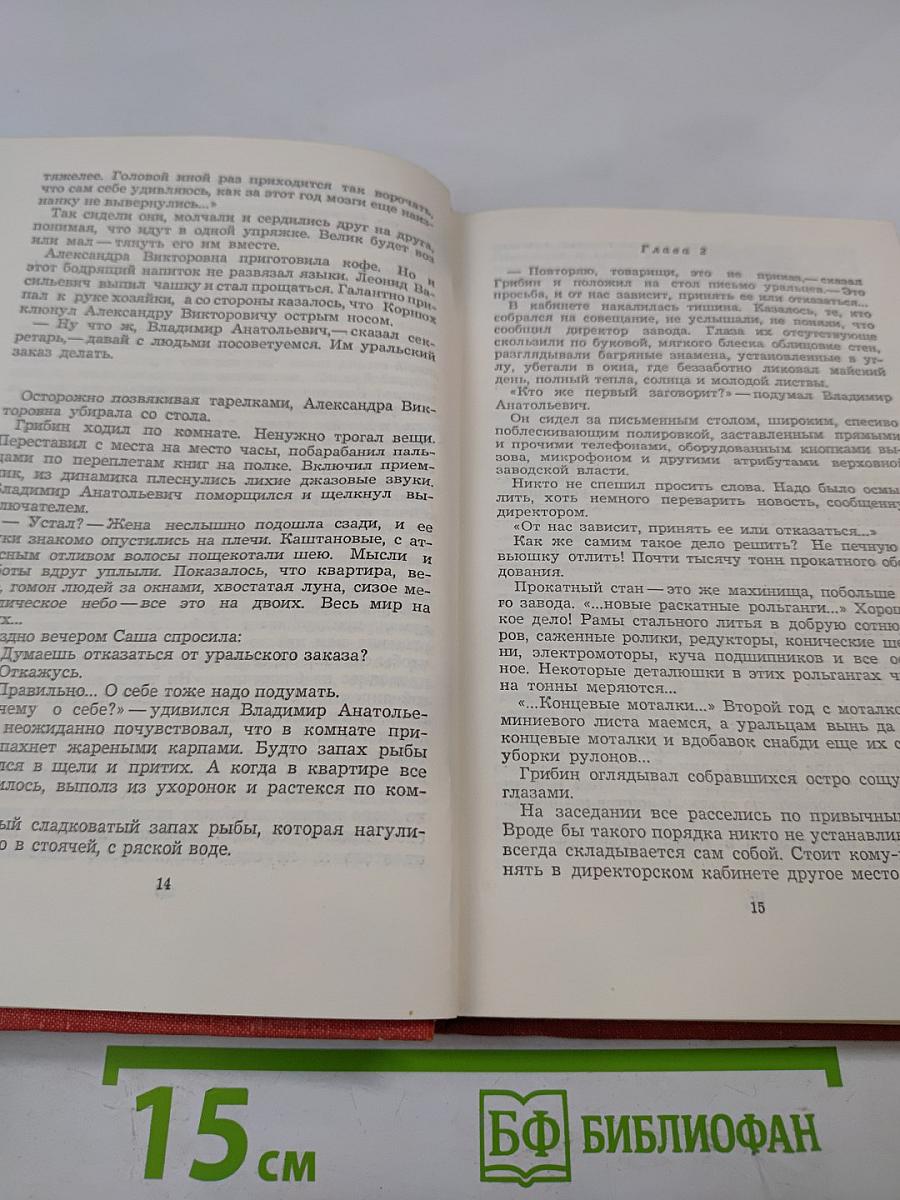 тяжелее. Головой иной раз приходится так ворочать,
что сам себе удивляюсь, как за этот год мозги еще наиз-
нанку не вывернулись...»
Так сидели они, молчали и сердились друг на друга,
понимая, что идут в одной упряжке. Велик будет воз
или мал — тянуть его им вместе.
Александра Викторовна приготовила кофе. Но и
этот бодрящий напиток не развязал языки. Леонид Ва-
сильевич выпил чашку и стал прощаться. Галантно при-
пал к руке хозяйки, а со стороны казалось, что Корнюх
клюнул Александру Викторовичу острым носом.
— Ну что ж, Владимир Анатольевич,— сказал сек-
ретарь,— давай с людьми посоветуемся. Им уральский
заказ делать.
Осторожно позвякивая тарелками, Александра Вик-
торовна убирала со стола.
Грибин ходил по комнате. Ненужно трогал вещи.
Переставил с места на место часы, побарабанил паль-
цами по переплетам книг на полке. Включил прием-
ник, из динамика плеснулись лихие джазовые звуки.
Владимир Анатольевич поморщился и щелкнул вы-
лючателем.
— Устал? — Жена неслышно подошла сзади, и ее
ки знакомо опустились на плечи. Каштановые, с ат-
сным отливом волосы пощекотали шею. Мысли и
боты вдруг уплыли. Показалось, что квартира, ве-
, гомон людей за окнами, хвостатая луна, сизое ме-
лическое небо — все это на двоих. Весь мир на
х...
здно вечером Саша спросила:
Думаешь отказаться от уральского заказа?
Откажусь.
Правильно... О себе тоже надо подумать.
чему о себе?» — удивился Владимир Анатолье-
неожиданно почувствовал, что в комнате при-
пахнет жареными карпами. Будто запах рыбы
лся в щели и притих. А когда в квартире все
илось, выполз из ухоронок и растекся по ком-
ый сладковатый запах рыбы, которая нагули-
о в стоячей, с ряской воде.
14
Глава 2
— Повторяю, товарищи, это не приказ,— сказал
Грибин и положил на стол письмо уральцев.— Это
просьба, и от нас зависит, принять ее или отказаться...
В кабинете накалилась тишина. Казалось, те, кто
собрался на совещание, не услышали, не поняли, что
сообщил директор завода. Глаза их отсутствующе
скользили по буковой, мягкого блеска облицовке стен,
разглядывали багряные знамена, установленные в уг-
лу, убегали в окна, где беззаботно ликовал майский
день, полный тепла, солнца и молодой листвы.
«Кто же первый заговорит?» — подумал Владимир
Анатольевич.
Он сидел за письменным столом, широким, спесиво
поблескивающим полировкой, заставленным прямыми
и прочими телефонами, оборудованным кнопками вы-
зова, микрофоном и другими атрибутами верховной
заводской власти.
Никто не спешил просить слова. Надо было осмы
лить, хоть немного переварить новость, сообщенну
директором.
«От нас зависит, принять ее или отказаться...»
Как же самим такое дело решить? Не печную
вьюшку отлить! Почти тысячу тонн прокатного обо
дования.
Прокатный стан — это же махинища, побольше
го завода. «...новые раскатные рольганги...» Хорош
кое дело! Рамы стального литья в добрую сотню
ров, саженные ролики, редукторы, конические ше
ни, электромоторы, куча подшипников и все ос
ное. Некоторые деталюшки в этих рольгангах ч
на тонны меряются...
«...Концевые моталки...» Второй год с моталко
миниевого листа маемся, а уральцам вынь да
концевые моталки и вдобавок снабди еще их с
уборки рулонов...
Грибин оглядывал собравшихся остро сощу
глазами.
На заседании все расселись по привычным
Вроде бы такого порядка никто не устанавлив
всегда складывается сам собой. Стоит кому-
нять в директорском кабинете другое место
15
15 см
БФ БИБЛИОФАН